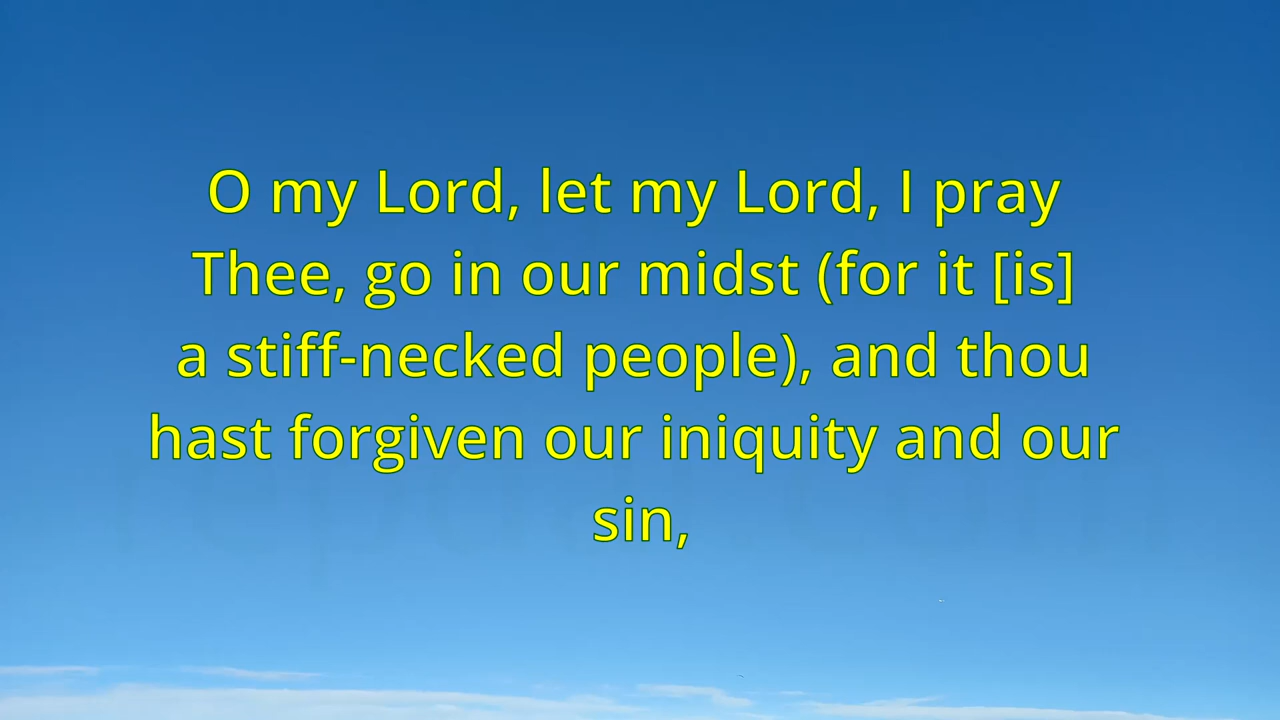 O my Lord, let my Lord, I pray
Thee, go in our midst (for it [is]
a stiff-necked people), and thou
hast forgiven our iniquity and our
sin,